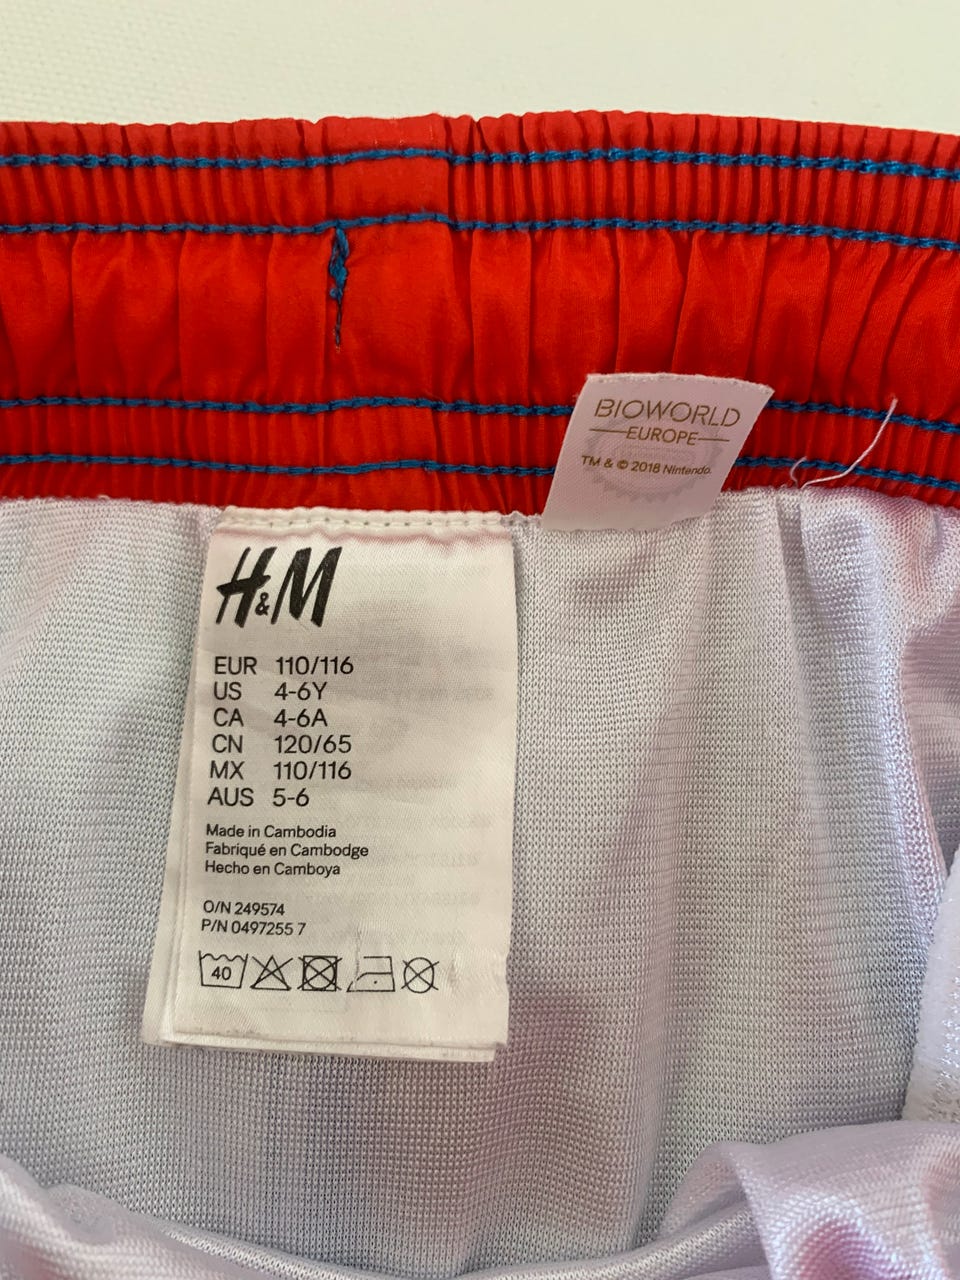 BIOWORLD
EUROPE
TM & © 2018 Nintendo.
H&M
EUR 110/116
US 4-6Y
CA 4-6A
CN 120/65
MX 110/116
AUS 5-6
Made in Cambodia
Fabriqué en Cambodge
Hecho en Camboya
O/N 249574
P/N 0497255 7
40